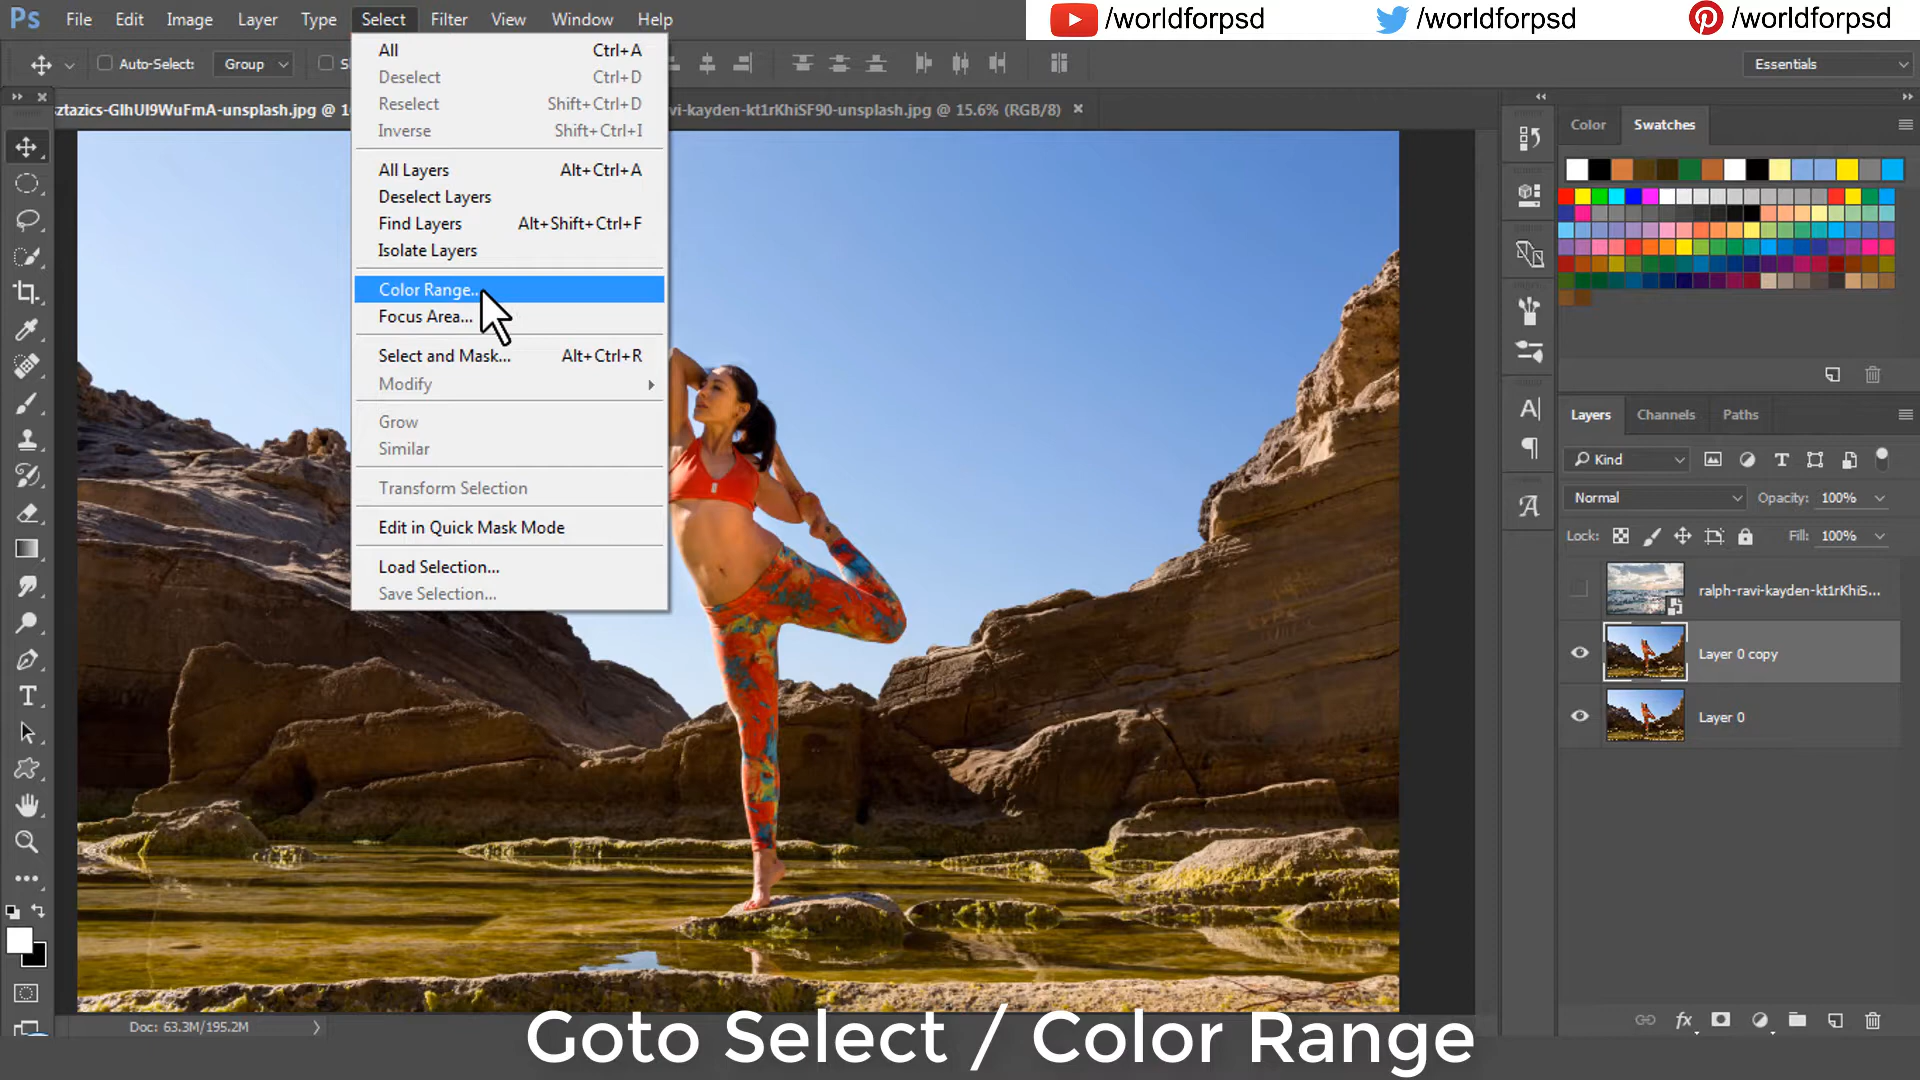 Ps File Edit Image Layer Type Select Filter View Window Help
/worldforpsd /worldforpsd /worldforpsd
Auto-Select: Group
Essentials
sztazics-GlhUI9WuFmA-unsplash.jpg @
vi-kayden-kt1rKhiSF90-unsplash.jpg @ 15.6% (RGB/8)
All Ctrl+A
Deselect Ctrl+D
Reselect Shift+Ctrl+D
Inverse Shift+Ctrl+I
All Layers Alt+Ctrl+A
Deselect Layers
Find Layers Alt+Shift+Ctrl+F
Isolate Layers
Color Range...
Focus Area...
Select and Mask... Alt+Ctrl+R
Modify
Grow
Similar
Transform Selection
Edit in Quick Mask Mode
Load Selection...
Save Selection...
Color Swatches
Layers Channels Paths
Kind
Normal Opacity: 100%
Lock: Fill: 100%
ralph-ravi-kayden-kt1rKhiS...
Layer 0 copy
Layer 0
Doc: 63.3M/195.2M
Goto Select / Color Range